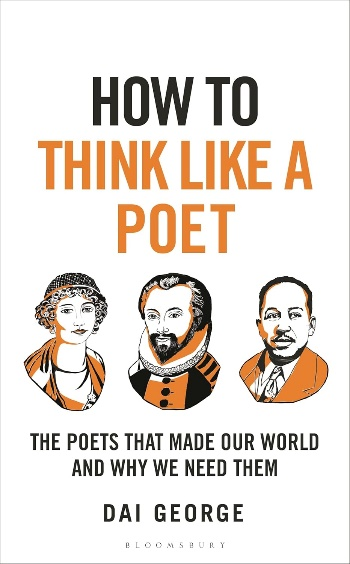 HOW TO
THINK LIKE A
POET
THE POETS THAT MADE OUR WORLD
AND WHY WE NEED THEM
DAI GEORGE
BLOOMSBURY